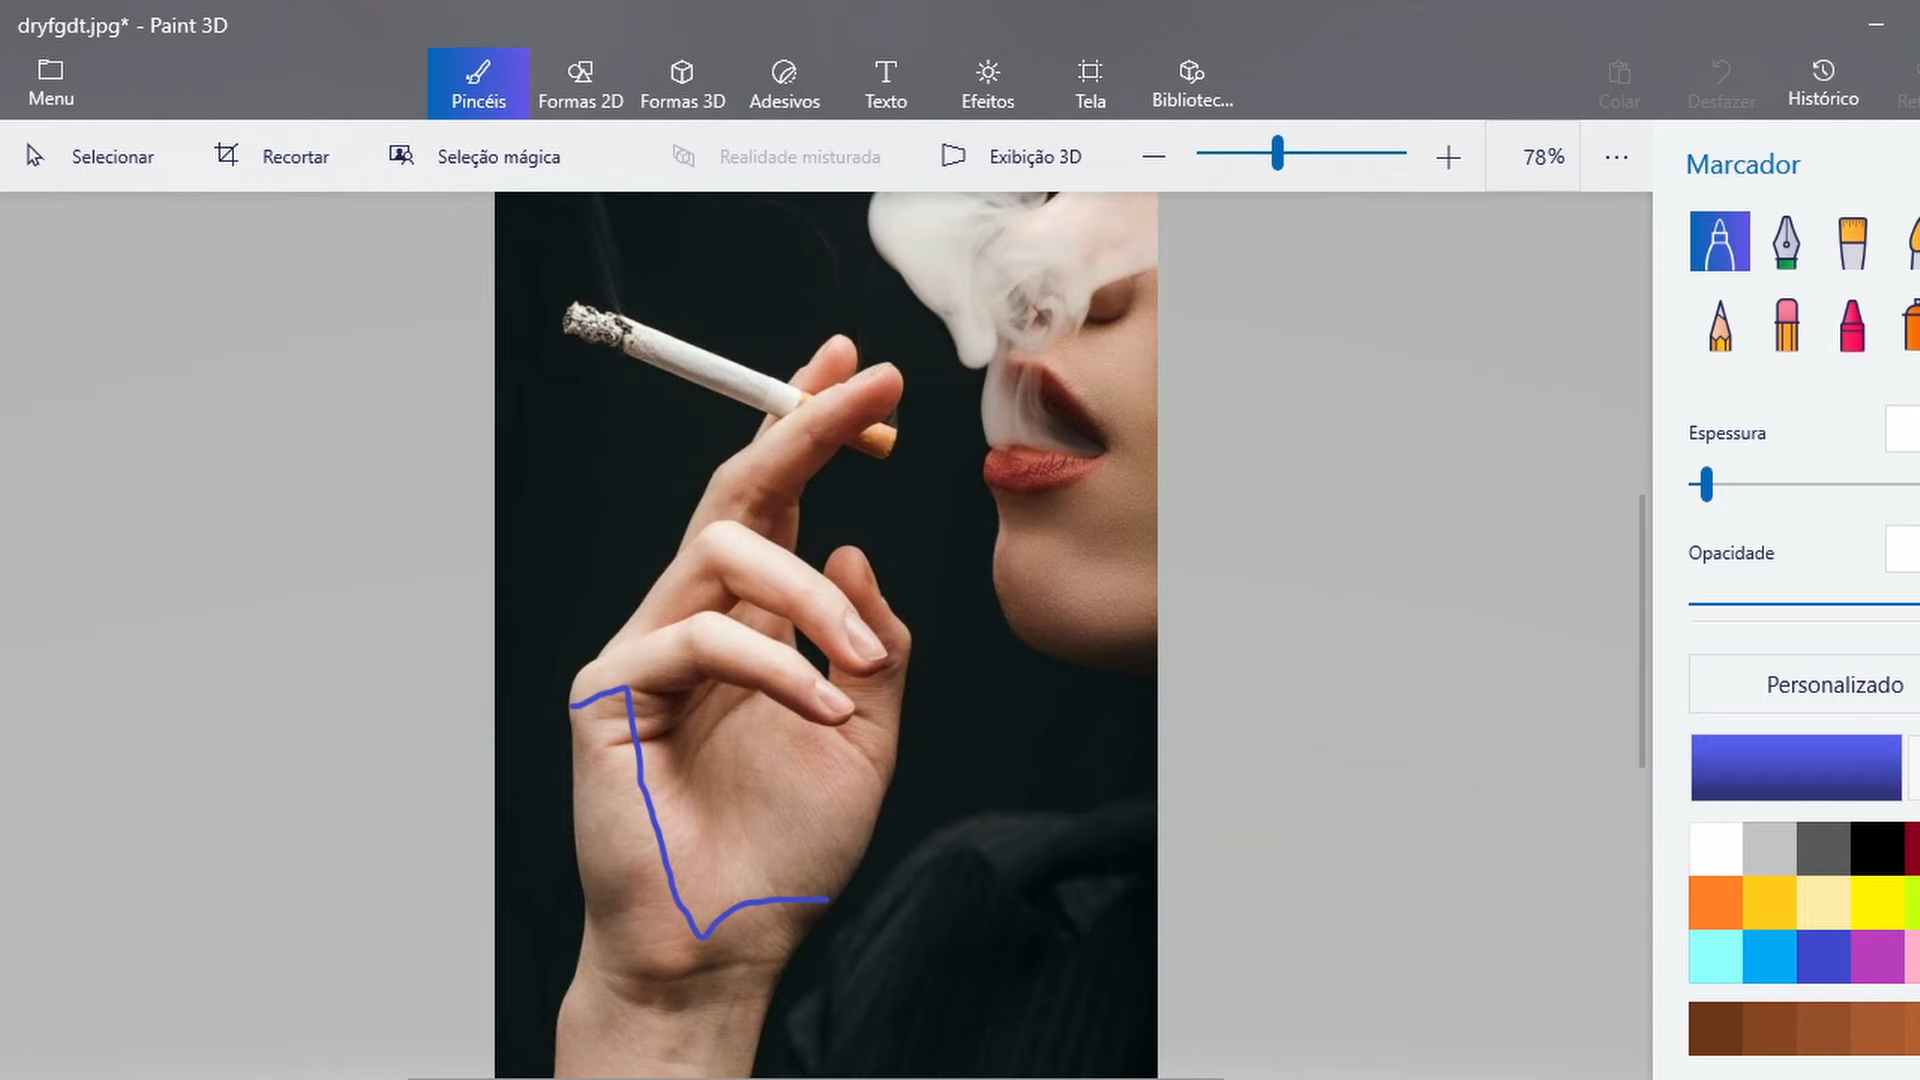 dryfgdt.jpg* - Paint 3D
Menu
Pincéis
Formas 2D
Formas 3D
Adesivos
Texto
Efeitos
Tela
Bibliotec...
Colar
Desfazer
Histórico
Selecionar
Recortar
Seleção mágica
Realidade misturada
Exibição 3D
78%
Marcador
Espessura
Opacidade
Personalizado